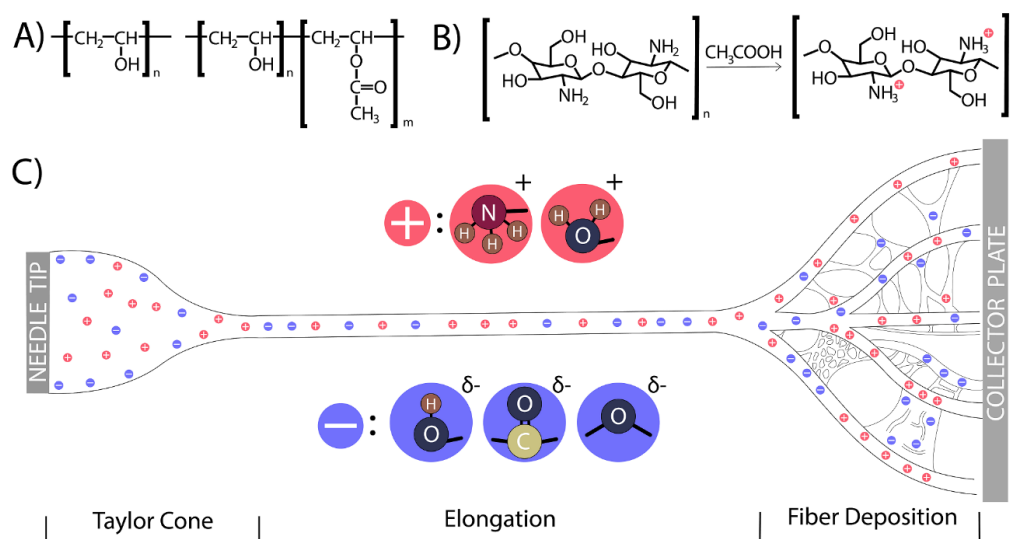 A)
[CH₂—CH]n
OH
[CH₂—CH]n [CH₂—CH]m
OH
O
C=O
CH₃
B)
OH
O
HO
NH₂
O
HO
NH₂
O
OH
n
CH₃COOH
OH
O
HO
NH₃
+
O
HO
NH₃
+
O
OH
n
C)
+ :
N H H H +
H H O +
NEEDLE TIP
COLLECTOR PLATE
− :
H O δ-
O C δ-
O δ-
Taylor Cone
Elongation
Fiber Deposition